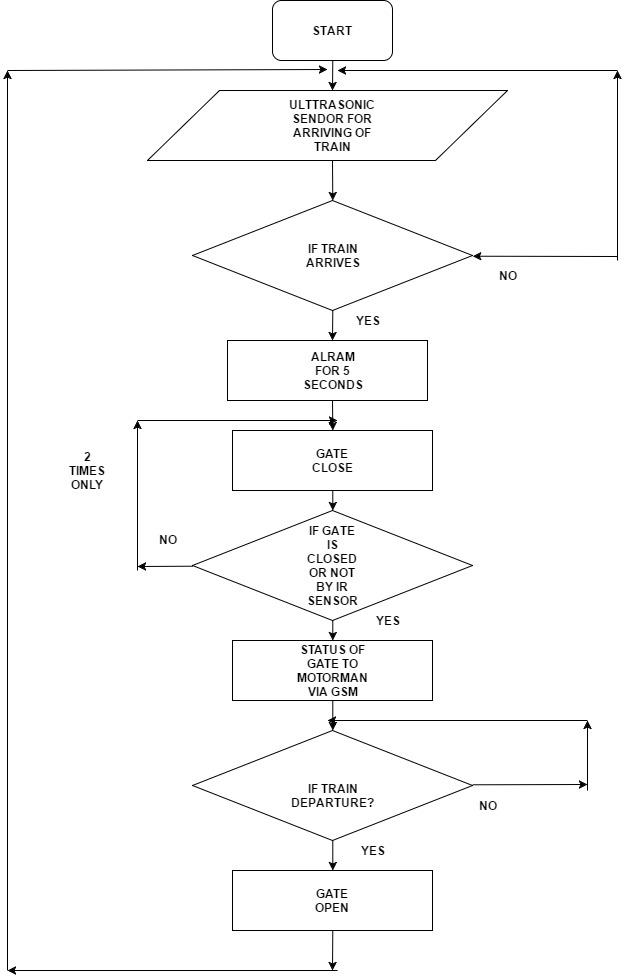 START
ULTTRASONIC
SENDOR FOR
ARRIVING OF
TRAIN
IF TRAIN
ARRIVES
NO
YES
ALRAM
FOR 5
SECONDS
2
TIMES
ONLY
GATE
CLOSE
NO
IF GATE
IS
CLOSED
OR NOT
BY IR
SENSOR
YES
STATUS OF
GATE TO
MOTORMAN
VIA GSM
IF TRAIN
DEPARTURE?
NO
YES
GATE
OPEN